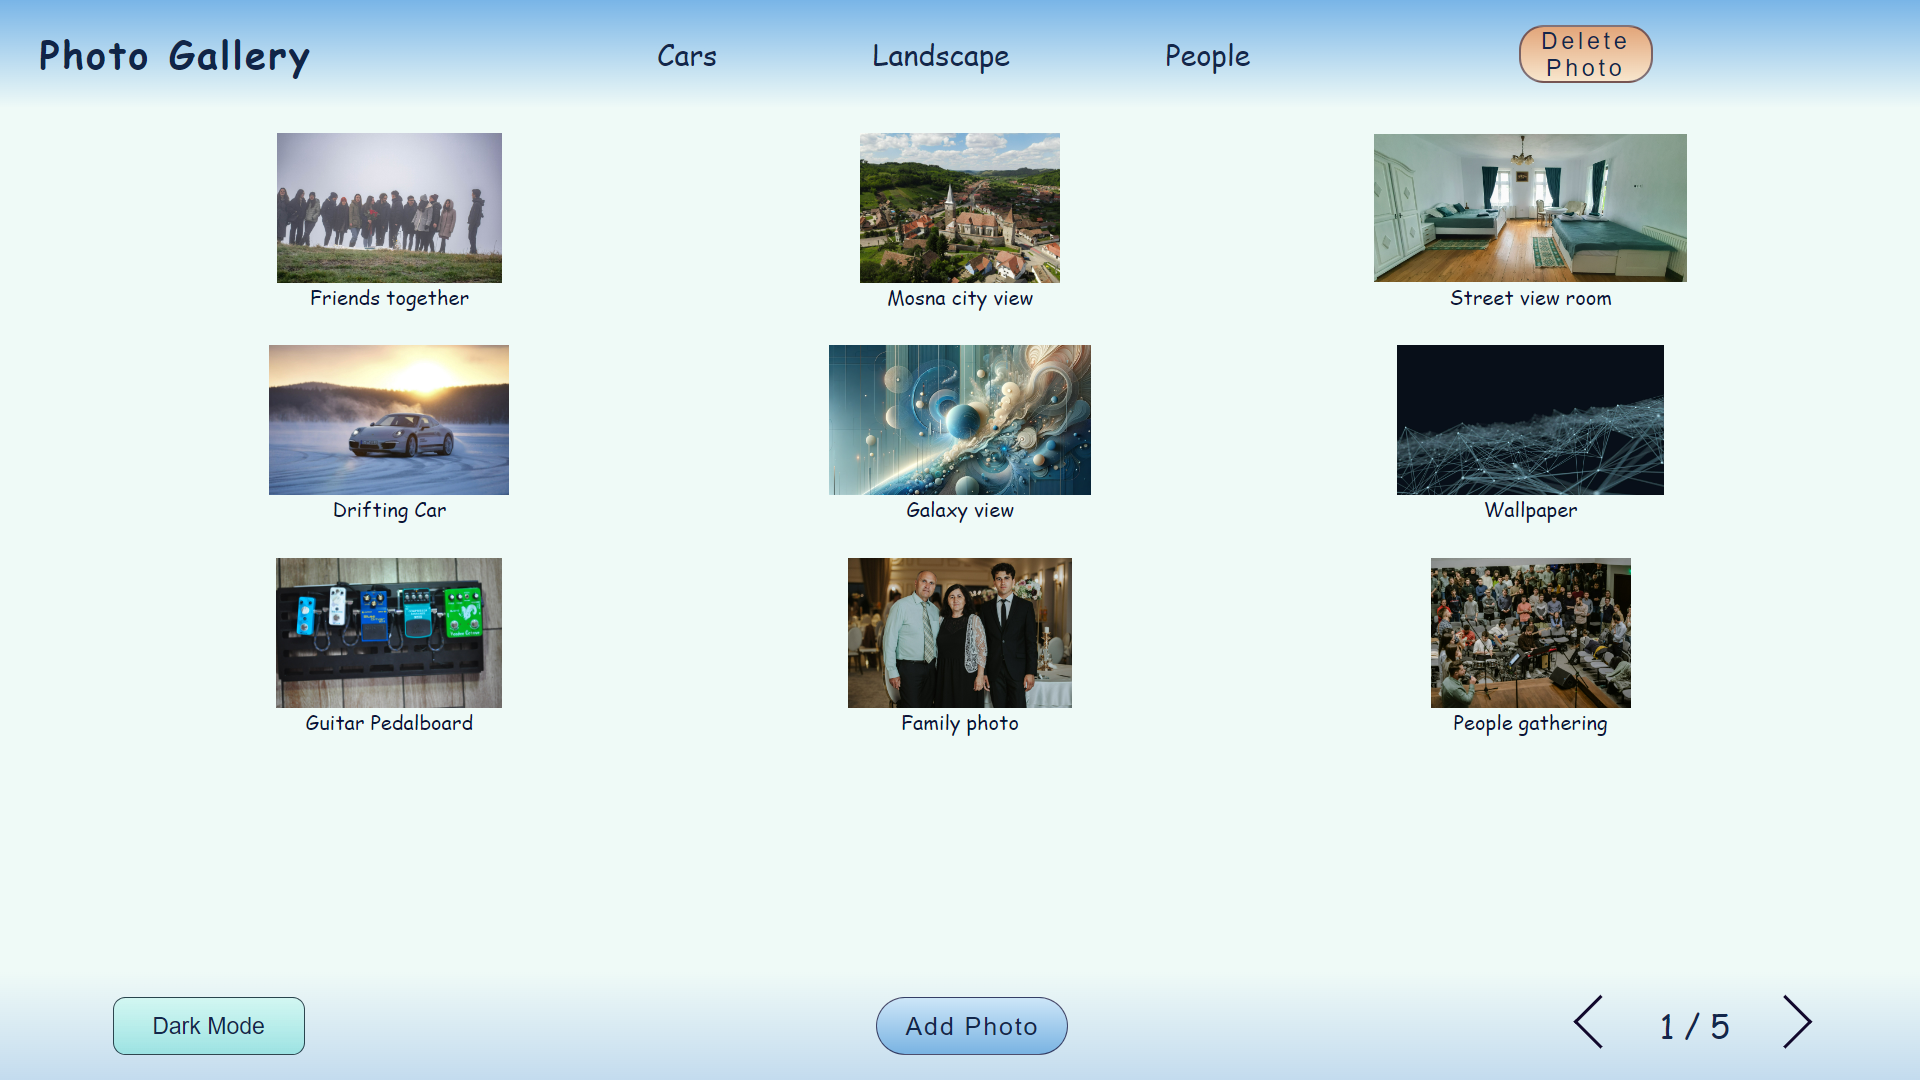 Photo Gallery
Cars
Landscape
People
Delete
Photo
Friends together
Mosna city view
Street view room
Drifting Car
Galaxy view
Wallpaper
Guitar Pedalboard
Family photo
People gathering
Dark Mode
Add Photo
1 / 5